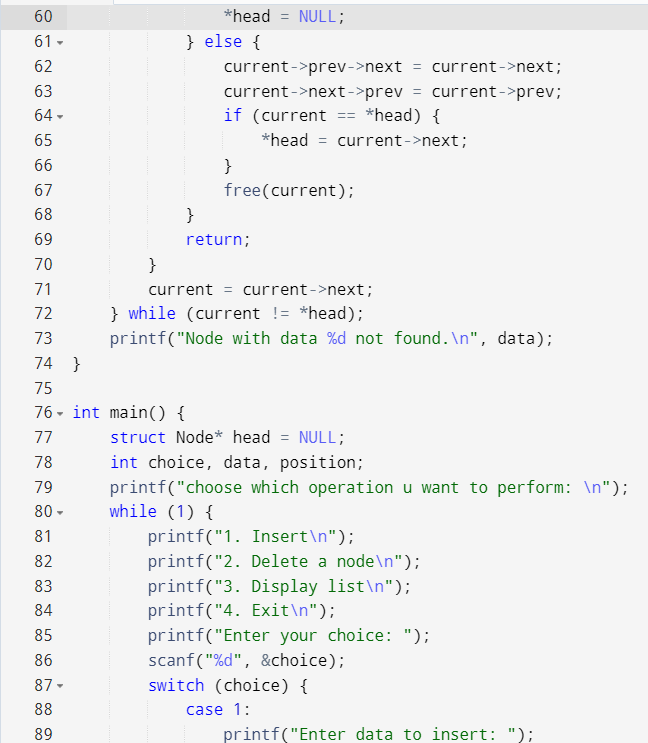 60                 *head = NULL;
61             } else {
62                 current->prev->next = current->next;
63                 current->next->prev = current->prev;
64                 if (current == *head) {
65                     *head = current->next;
66                 }
67                 free(current);
68             }
69             return;
70         }
71         current = current->next;
72     } while (current != *head);
73     printf("Node with data %d not found.\n", data);
74 }
75
76 int main() {
77     struct Node* head = NULL;
78     int choice, data, position;
79     printf("choose which operation u want to perform: \n");
80     while (1) {
81         printf("1. Insert\n");
82         printf("2. Delete a node\n");
83         printf("3. Display list\n");
84         printf("4. Exit\n");
85         printf("Enter your choice: ");
86         scanf("%d", &choice);
87         switch (choice) {
88             case 1:
89                 printf("Enter data to insert: ");